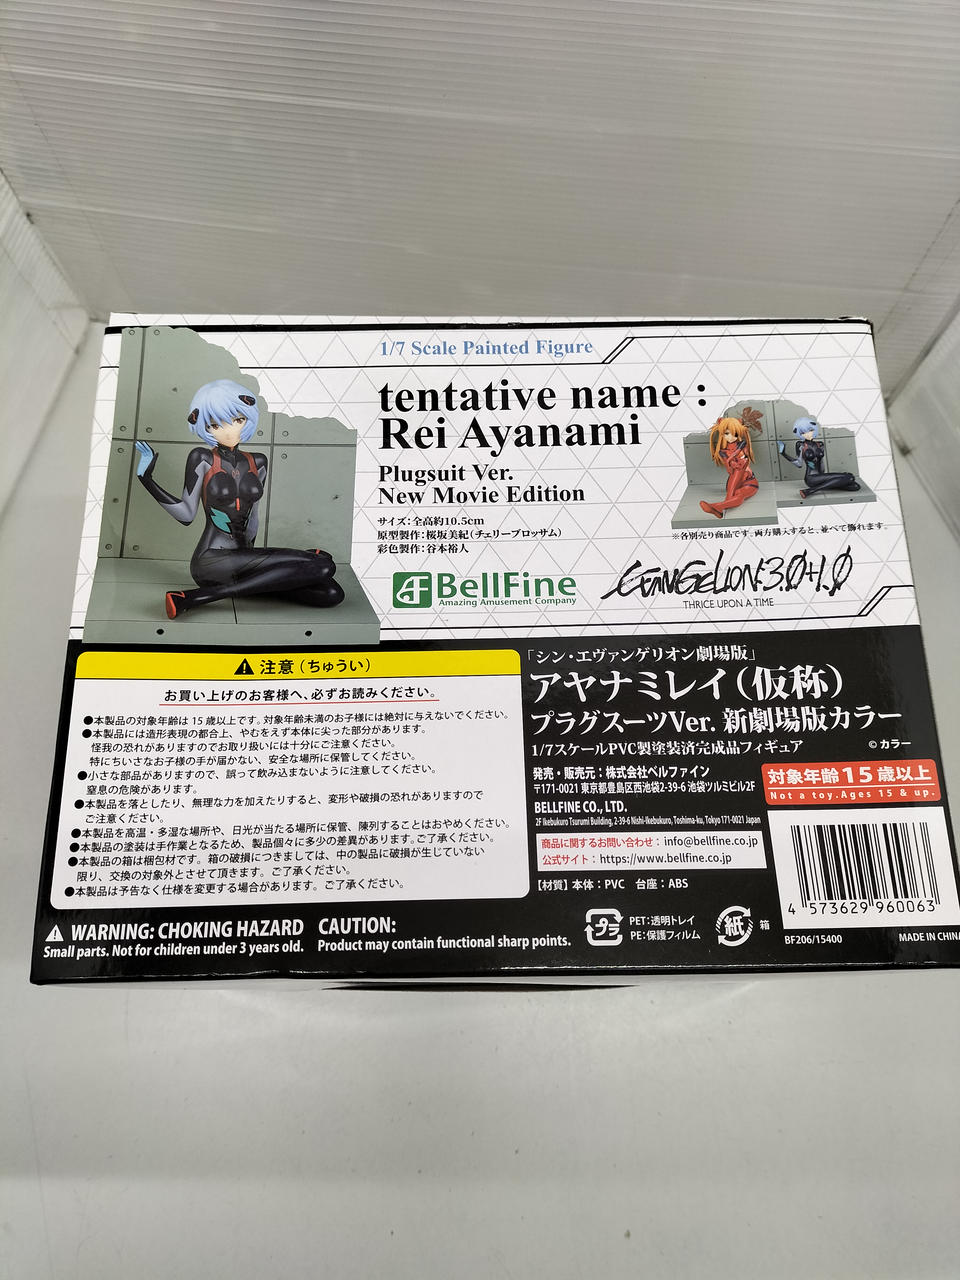 1/7 Scale Painted Figure
tentative name :
Rei Ayanami
Plugsuit Ver.
New Movie Edition
サイズ：全高約10.5cm
原型製作：桜坂美紀（チェリーブロッサム）
彩色製作：谷本裕人
※各別売り商品です。両方購入すると、並べて飾れます。
BellFine
Amazing Amusement Company
EVANGELION:3.0+1.0
THRICE UPON A TIME
注意（ちゅうい）
お買い上げのお客様へ、必ずお読みください。
●本製品の対象年齢は15歳以上です。対象年齢未満のお子様には絶対に与えないでください。
●本製品には造形表現の都合上、やむをえず本体に尖った部分があります。
怪我の恐れがありますのでお取り扱いには十分にご注意ください。
特にちいさなお子様の手が届かない、安全な場所に保管してください。
●小さな部品がありますので、誤って飲み込まないように注意してください。
窒息の危険があります。
●本製品を落としたり、無理な力を加えたりすると、変形や破損の恐れがありますので
ご注意ください。
●本製品を高温・多湿な場所や、日光が当たる場所に保管、陳列することはおやめください。
●本製品の塗装は手作業となるため、製品個々に多少の差異があります。ご了承ください。
●本製品の箱は梱包材です。箱の破損につきましては、中の製品に破損が生じていない
限り、交換の対象外とさせて頂きます。ご了承ください。
●本製品は予告なく仕様を変更する場合があります。ご了承ください。
WARNING: CHOKING HAZARD
Small parts. Not for children under 3 years old.
CAUTION:
Product may contain functional sharp points.
「シン・エヴァンゲリオン劇場版」
アヤナミレイ（仮称）
プラグスーツVer. 新劇場版カラー
1/7スケールPVC製塗装済完成品フィギュア
©カラー
発売・販売元：株式会社ベルファイン
〒171-0021 東京都豊島区西池袋2-39-6 池袋ツルミビル2F
BELLFINE CO., LTD.
2F Ikebukuro Tsurumi Building, 2-39-6 Nishi-Ikebukuro, Toshima-ku, Tokyo 171-0021 Japan
商品に関するお問い合わせ：info@bellfine.co.jp
公式サイト：https://www.bellfine.co.jp
【材質】本体：PVC　台座：ABS
対象年齢15歳以上
Not a toy. Ages 15 & up.
4 573629 960063
プラ
PET：透明トレイ
PE：保護フィルム
紙
箱
BF206/15400
MADE IN CHINA